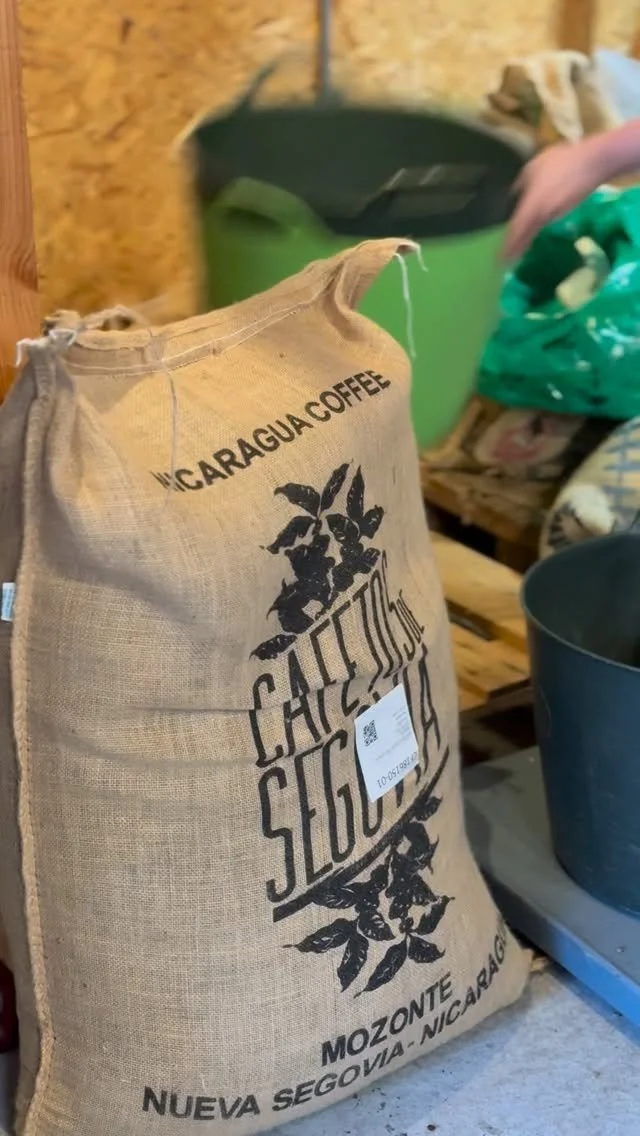 NICARAGUA COFFEE
CAFETOS DE
SEGOVIA
MOZONTE
NUEVA SEGOVIA - NICARAGUA